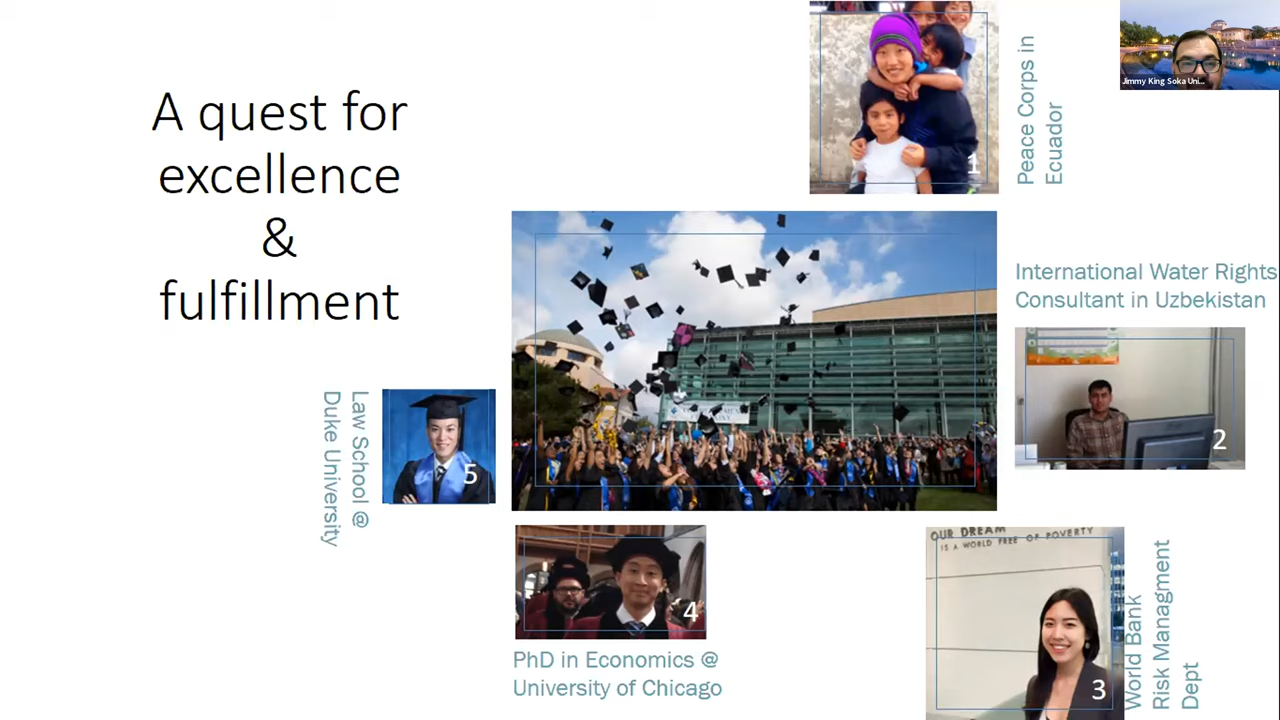 A quest for
excellence
&
fulfillment
1
Peace Corps in
Ecuador
Jimmy King Soka Uni...
International Water Rights
Consultant in Uzbekistan
2
OUR DREAM
IS A WORLD FREE OF POVERTY
3
World Bank
Risk Managment
Dept
4
PhD in Economics @
University of Chicago
5
Law School @
Duke University